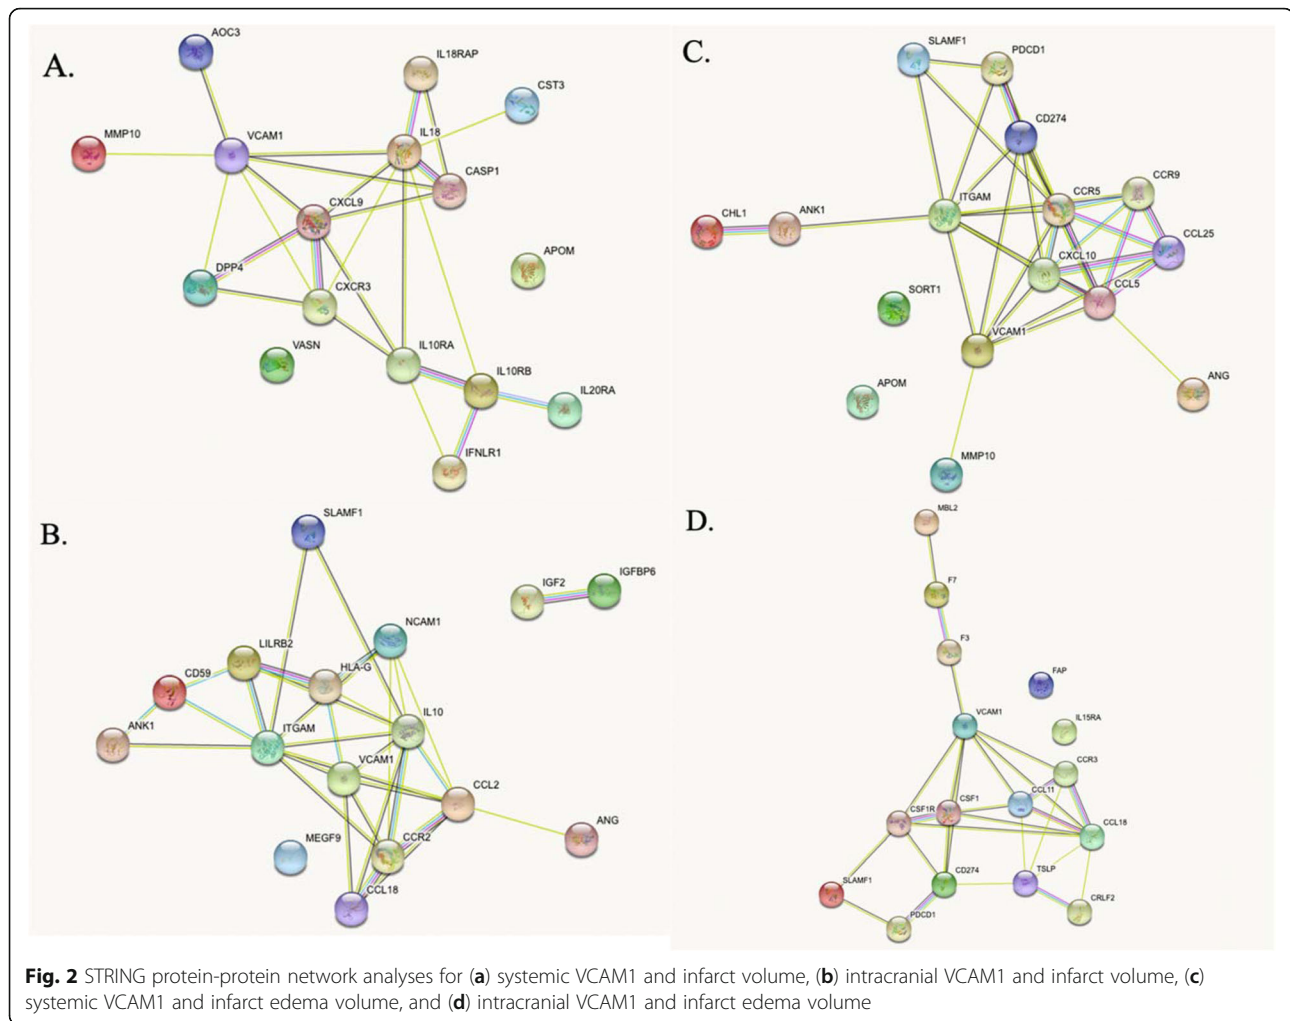 A.
AOC3
IL18RAP
CST3
MMP10
VCAM1
IL18
CASP1
CXCL9
APOM
DPP4
CXCR3
VASN
IL10RA
IL10RB
IL20RA
IFNLR1
B.
SLAMF1
IGF2
IGFBP6
NCAM1
LILRB2
HLA-G
CD59
IL10
ANK1
ITGAM
VCAM1
CCL2
MEGF9
CCR2
ANG
CCL18
C.
SLAMF1
PDCD1
CD274
CCR9
ITGAM
CCR5
CHL1
ANK1
CCL25
CXCL10
CCL5
SORT1
VCAM1
APOM
ANG
MMP10
D.
MBL2
F7
F3
FAP
VCAM1
IL15RA
CCR3
CSF1R
CSF1
CCL11
CCL18
SLAMF1
CD274
TSLP
CRLF2
PDCD1
Fig. 2 STRING protein-protein network analyses for (a) systemic VCAM1 and infarct volume, (b) intracranial VCAM1 and infarct volume, (c)
systemic VCAM1 and infarct edema volume, and (d) intracranial VCAM1 and infarct edema volume